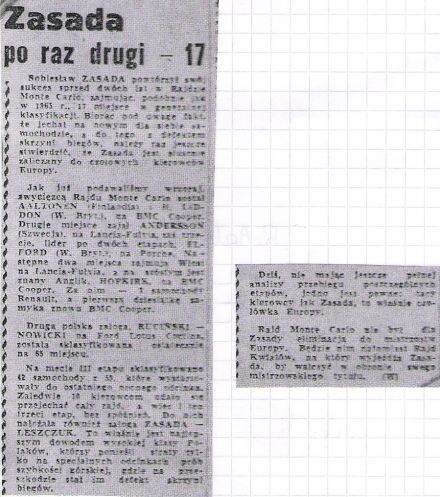 Zasada
po raz drugi – 17
Sobiesław ZASADA powtórzył swój
sukces sprzed dwóch lat w Rajdzie
Monte Carlo, zajmując, podobnie jak
w 1965 r., 17 miejsce w generalnej
klasyfikacji. Biorąc pod uwagę fakt,
że jechał na nowym dla siebie sa-
mochodzie, a do tego z defektem
skrzyni biegów, należy raz jeszcze
stwierdzić, że Zasada jest słusznie
zaliczany do czołowych kierowców
Europy.
Jak już podawaliśmy wczoraj,
zwycięzcą Rajdu Monte Carlo został
AALTONEN (Finlandia) i H. LID-
DON (W. Bryt.), na BMC Cooper.
Drugie miejsce zajął ANDERSSON
(Szwecja), na Lancia-Fulvia, zaś trze-
cie, lider po dwóch etapach, EL-
FORD (W. Bryt.), na Porche. Na-
stępne dwa miejsca zajmują Włosi
na Lancia-Fulvia, a na szóstym jest
znany Anglik, HOPKIRK, na BMC
Cooper. Za nim — samochody
Renault, a pierwszą dziesiątkę za-
myka znowu BMC Cooper.
Druga polska załoga, RUCIŃSKI —
NOWICKI na Ford Lotus Cortina,
została sklasyfikowana ostatecznie
na miejscu.
Na mecie III etapu sklasyfikowano
42 samochody z które wystarto-
wały do ostatniego nocnego odcinka.
Zaledwie kierowcom udało się
przejechać cały rajd, a więc i ten
trzeci etap, bez spóźnień. Do nich
należała również załoga ZASADA —
LESZCZUK. To właśnie jest najlep-
szym dowodem wysokiej klasy Po-
laków, którzy ponieśli straty tyl-
ko na specjalnych odcinkach prób
szybkości górskiej, gdzie na prze-
szkodzie stał im defekt skrzyni
biegów.
Dziś, nie mając jeszcze pełnej
analizy przebiegu poszczególnych
etapów, jedno jest pewne: tacy
kierowcy jak Zasada, to właśnie czo-
łówka Europy.
Rajd Monte Carlo nie był dla
Zasady eliminacją do mistrzostw
Europy. Będzie nim natomiast Rajd
Kwiatów, na który wyjeżdża Zasa-
da, by walczyć w obronie swego
mistrzowskiego tytułu.